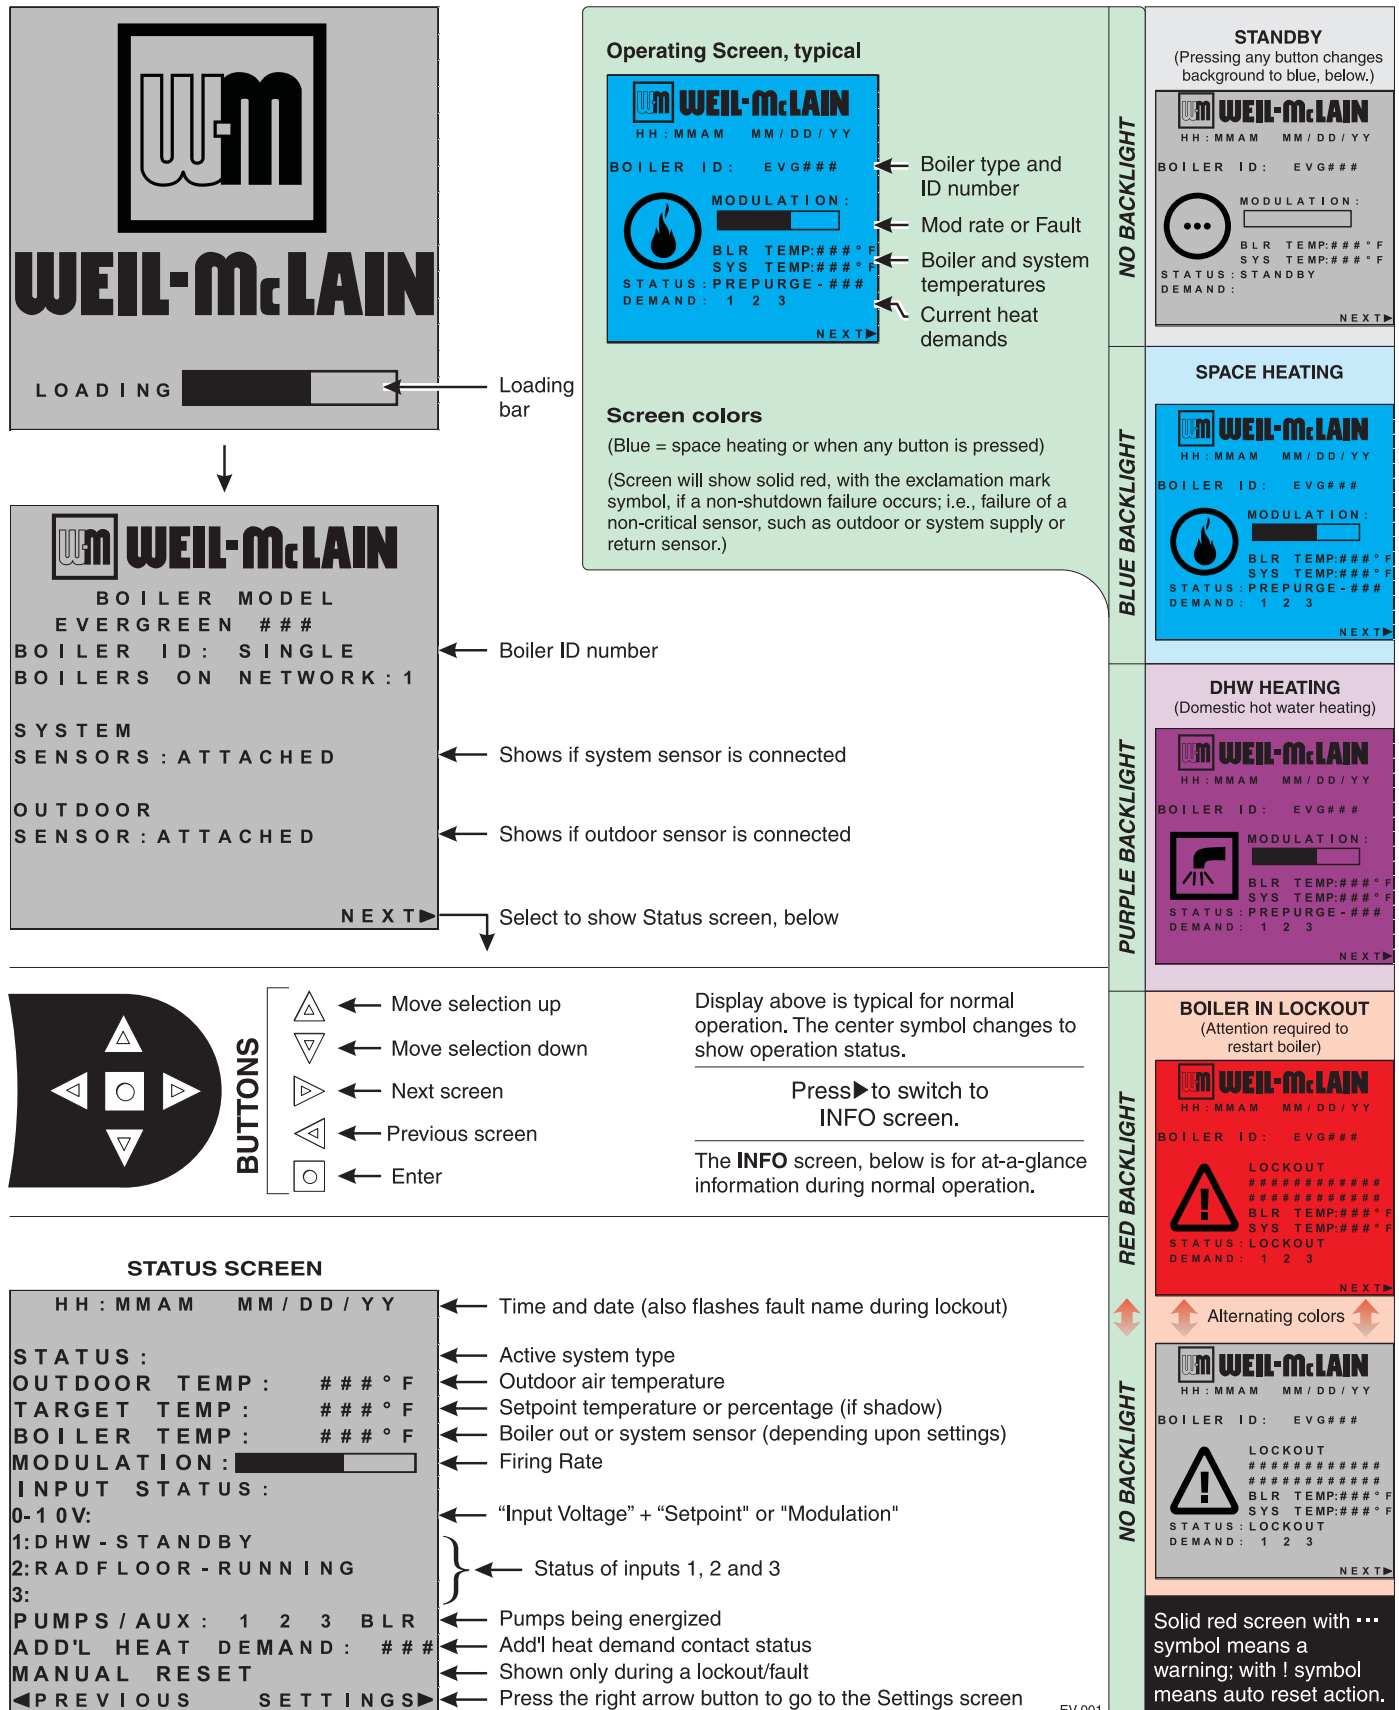 WM
WEIL-McLAIN
LOADING
Loading
bar
WM WEIL-McLAIN
BOILER MODEL
EVERGREEN ###
BOILER ID: SINGLE
BOILERS ON NETWORK:1
SYSTEM
SENSORS:ATTACHED
OUTDOOR
SENSOR:ATTACHED
NEXT▶
Boiler ID number
Shows if system sensor is connected
Shows if outdoor sensor is connected
Select to show Status screen, below
Operating Screen, typical
WM WEIL-McLAIN
HH:MMAM MM/DD/YY
BOILER ID: EVG###
MODULATION:
BLR TEMP:###°F
SYS TEMP:###°F
STATUS:PREPURGE-###
DEMAND: 1 2 3
NEXT▶
Boiler type and
ID number
Mod rate or Fault
Boiler and system
temperatures
Current heat
demands
Screen colors
(Blue = space heating or when any button is pressed)
(Screen will show solid red, with the exclamation mark
symbol, if a non-shutdown failure occurs; i.e., failure of a
non-critical sensor, such as outdoor or system supply or
return sensor.)
BUTTONS
Move selection up
Move selection down
Next screen
Previous screen
Enter
Display above is typical for normal
operation. The center symbol changes to
show operation status.
Press▶to switch to
INFO screen.
The INFO screen, below is for at-a-glance
information during normal operation.
STATUS SCREEN
HH:MMAM MM/DD/YY
STATUS:
OUTDOOR TEMP: ###°F
TARGET TEMP: ###°F
BOILER TEMP: ###°F
MODULATION:
INPUT STATUS:
0-10V:
1:DHW-STANDBY
2:RADFLOOR-RUNNING
3:
PUMPS/AUX: 1 2 3 BLR
ADD'L HEAT DEMAND: ###
MANUAL RESET
◀PREVIOUS SETTINGS▶
Time and date (also flashes fault name during lockout)
Active system type
Outdoor air temperature
Setpoint temperature or percentage (if shadow)
Boiler out or system sensor (depending upon settings)
Firing Rate
“Input Voltage” + “Setpoint" or "Modulation"
Status of inputs 1, 2 and 3
Pumps being energized
Add'l heat demand contact status
Shown only during a lockout/fault
Press the right arrow button to go to the Settings screen
EV-001
NO BACKLIGHT
STANDBY
(Pressing any button changes
background to blue, below.)
WM WEIL-McLAIN
HH:MMAM MM/DD/YY
BOILER ID: EVG###
MODULATION:
BLR TEMP:###°F
SYS TEMP:###°F
STATUS:STANDBY
DEMAND:
NEXT▶
BLUE BACKLIGHT
SPACE HEATING
WM WEIL-McLAIN
HH:MMAM MM/DD/YY
BOILER ID: EVG###
MODULATION:
BLR TEMP:###°F
SYS TEMP:###°F
STATUS:PREPURGE-###
DEMAND: 1 2 3
NEXT▶
PURPLE BACKLIGHT
DHW HEATING
(Domestic hot water heating)
WM WEIL-McLAIN
HH:MMAM MM/DD/YY
BOILER ID: EVG###
MODULATION:
BLR TEMP:###°F
SYS TEMP:###°F
STATUS:PREPURGE-###
DEMAND: 1 2 3
NEXT▶
RED BACKLIGHT
BOILER IN LOCKOUT
(Attention required to
restart boiler)
WM WEIL-McLAIN
HH:MMAM MM/DD/YY
BOILER ID: EVG###
LOCKOUT
############
############
BLR TEMP:###°F
SYS TEMP:###°F
STATUS:LOCKOUT
DEMAND: 1 2 3
NEXT▶
Alternating colors
NO BACKLIGHT
WM WEIL-McLAIN
HH:MMAM MM/DD/YY
BOILER ID: EVG###
LOCKOUT
############
############
BLR TEMP:###°F
SYS TEMP:###°F
STATUS:LOCKOUT
DEMAND: 1 2 3
NEXT▶
Solid red screen with ···
symbol means a
warning; with ! symbol
means auto reset action.